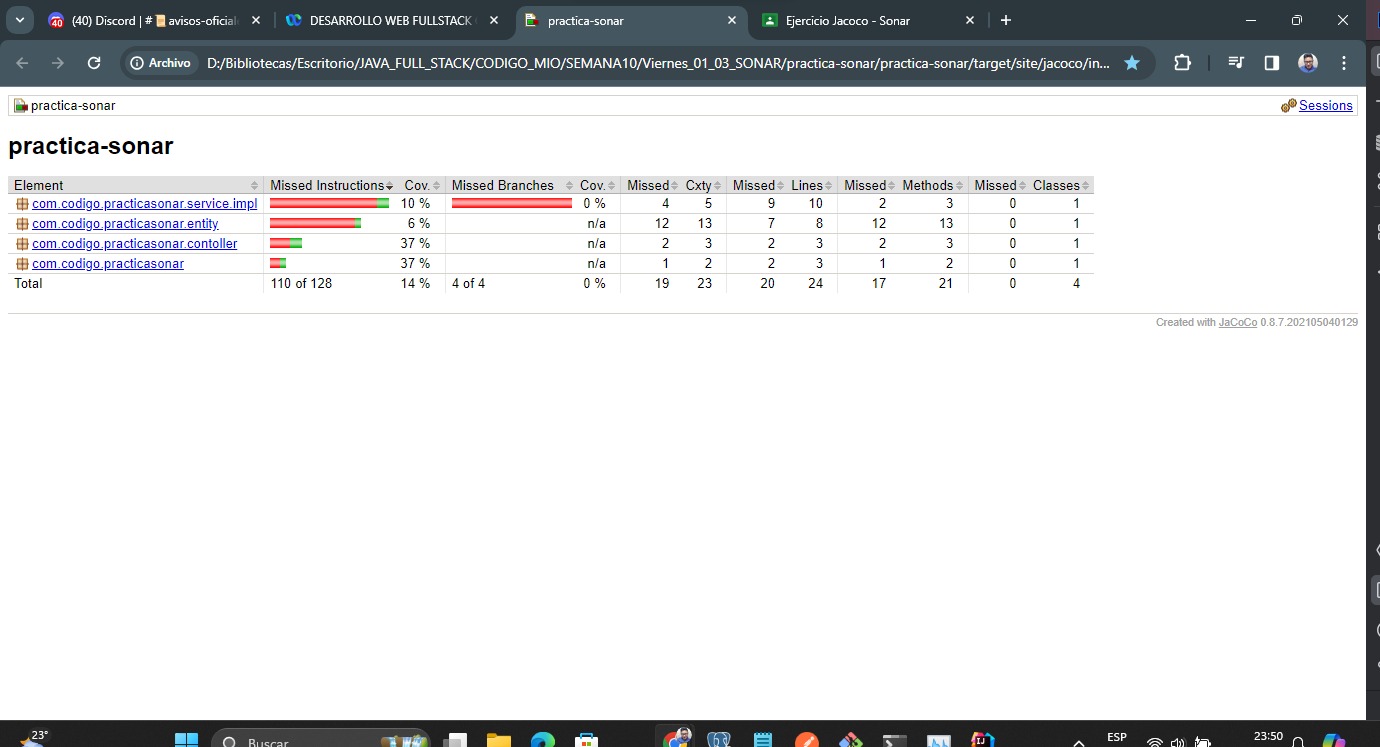 (40) Discord | # avisos-oficial
DESARROLLO WEB FULLSTACK
practica-sonar
Ejercicio Jacoco - Sonar
Archivo
D:/Bibliotecas/Escritorio/JAVA_FULL_STACK/CODIGO_MIO/SEMANA10/Viernes_01_03_SONAR/practica-sonar/practica-sonar/target/site/jacoco/in...
practica-sonar Sessions
practica-sonar
Element Missed Instructions Cov. Missed Branches Cov. Missed Cxty Missed Lines Missed Methods Missed Classes
com.codigo.practicasonar.service.impl 10 % 0 % 4 5 9 10 2 3 0 1
com.codigo.practicasonar.entity 6 % n/a 12 13 7 8 12 13 0 1
com.codigo.practicasonar.contoller 37 % n/a 2 3 2 3 2 3 0 1
com.codigo.practicasonar 37 % n/a 1 2 2 3 1 2 0 1
Total 110 of 128 14 % 4 of 4 0 % 19 23 20 24 17 21 0 4
Created with JaCoCo 0.8.7.202105040129
23°
Buscar
ESP
23:50